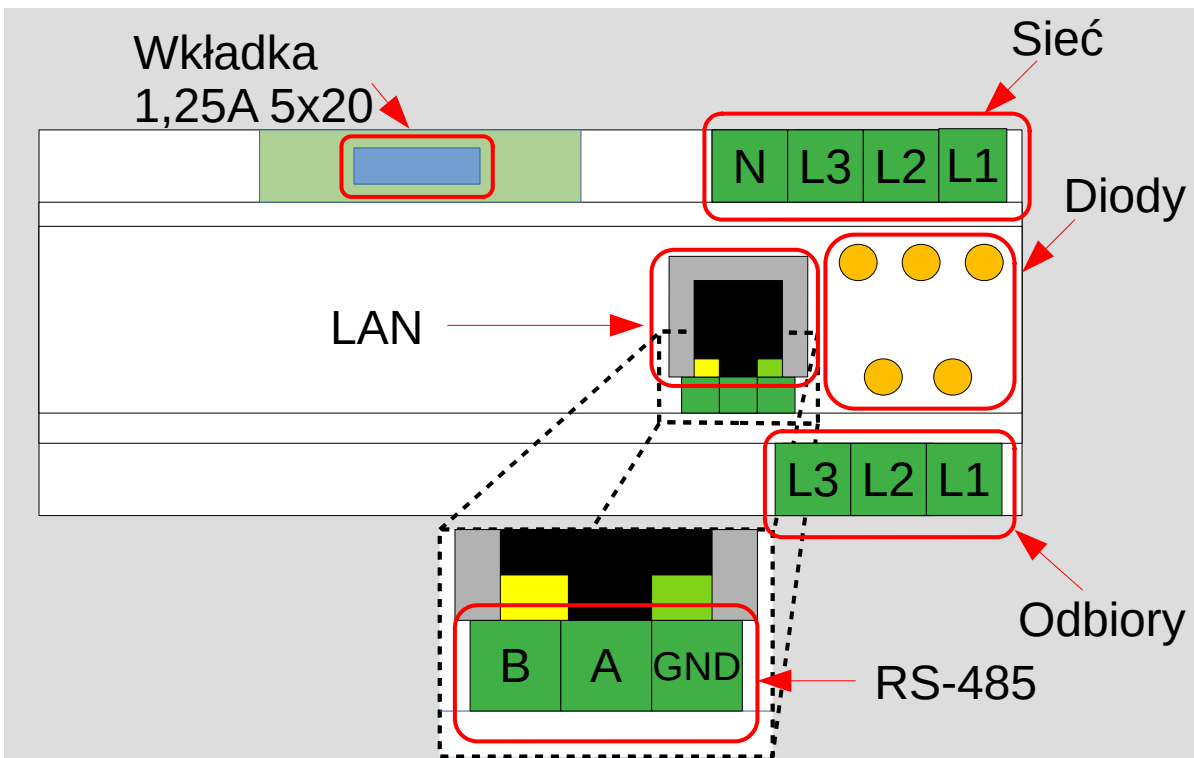 Wkładka
1,25A 5x20
Sieć
N L3 L2 L1
Diody
LAN
L3 L2 L1
Odbiory
B A GND
RS-485